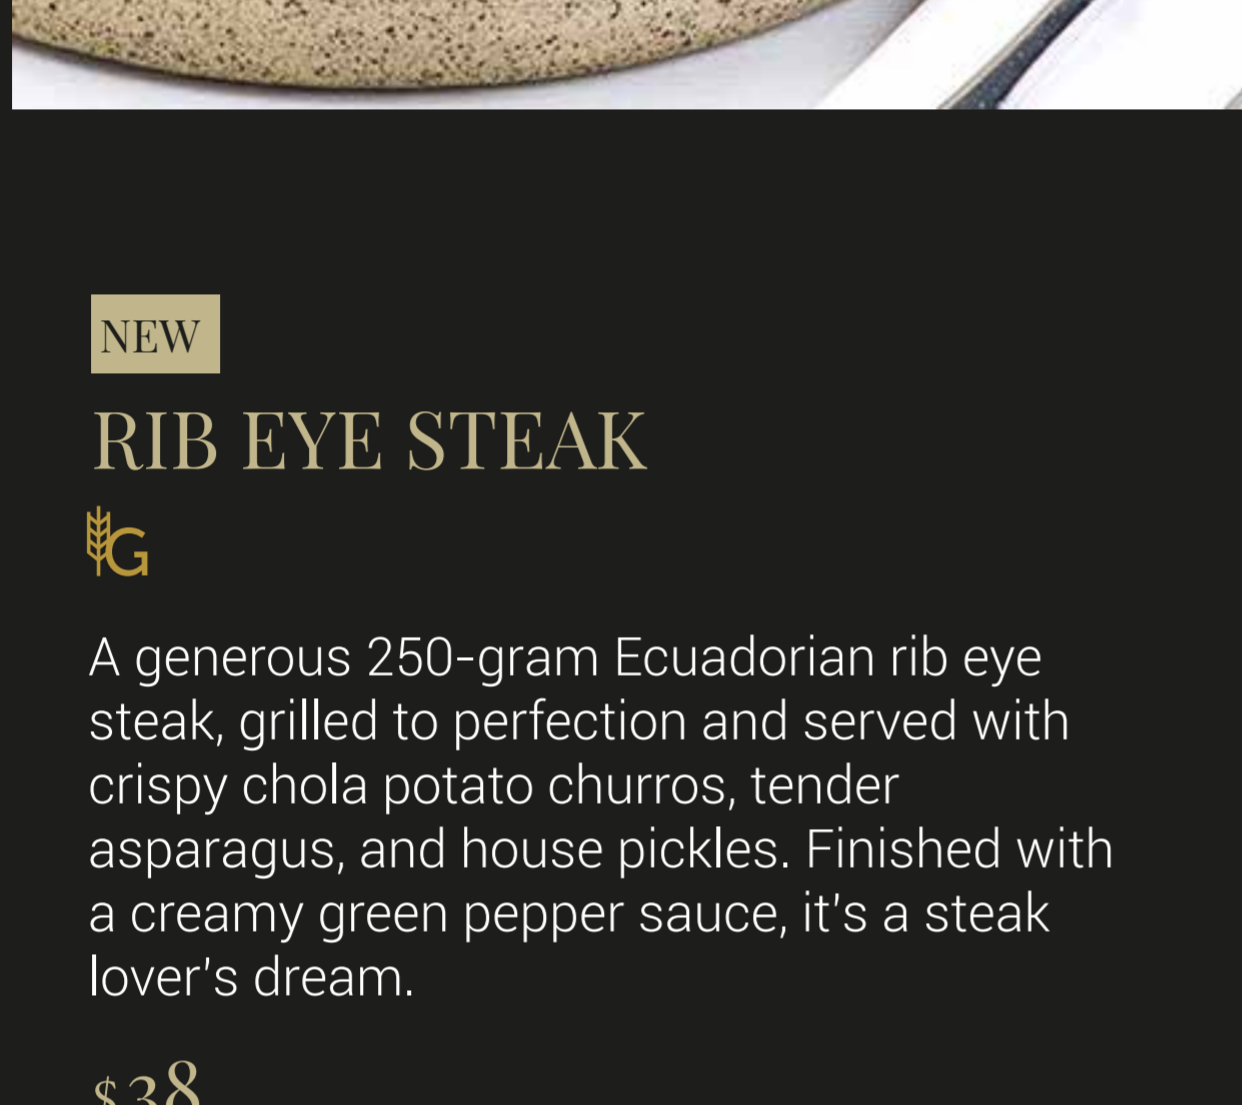 NEW
RIB EYE STEAK
G
A generous 250-gram Ecuadorian rib eye
steak, grilled to perfection and served with
crispy chola potato churros, tender
asparagus, and house pickles. Finished with
a creamy green pepper sauce, it's a steak
lover's dream.
$38